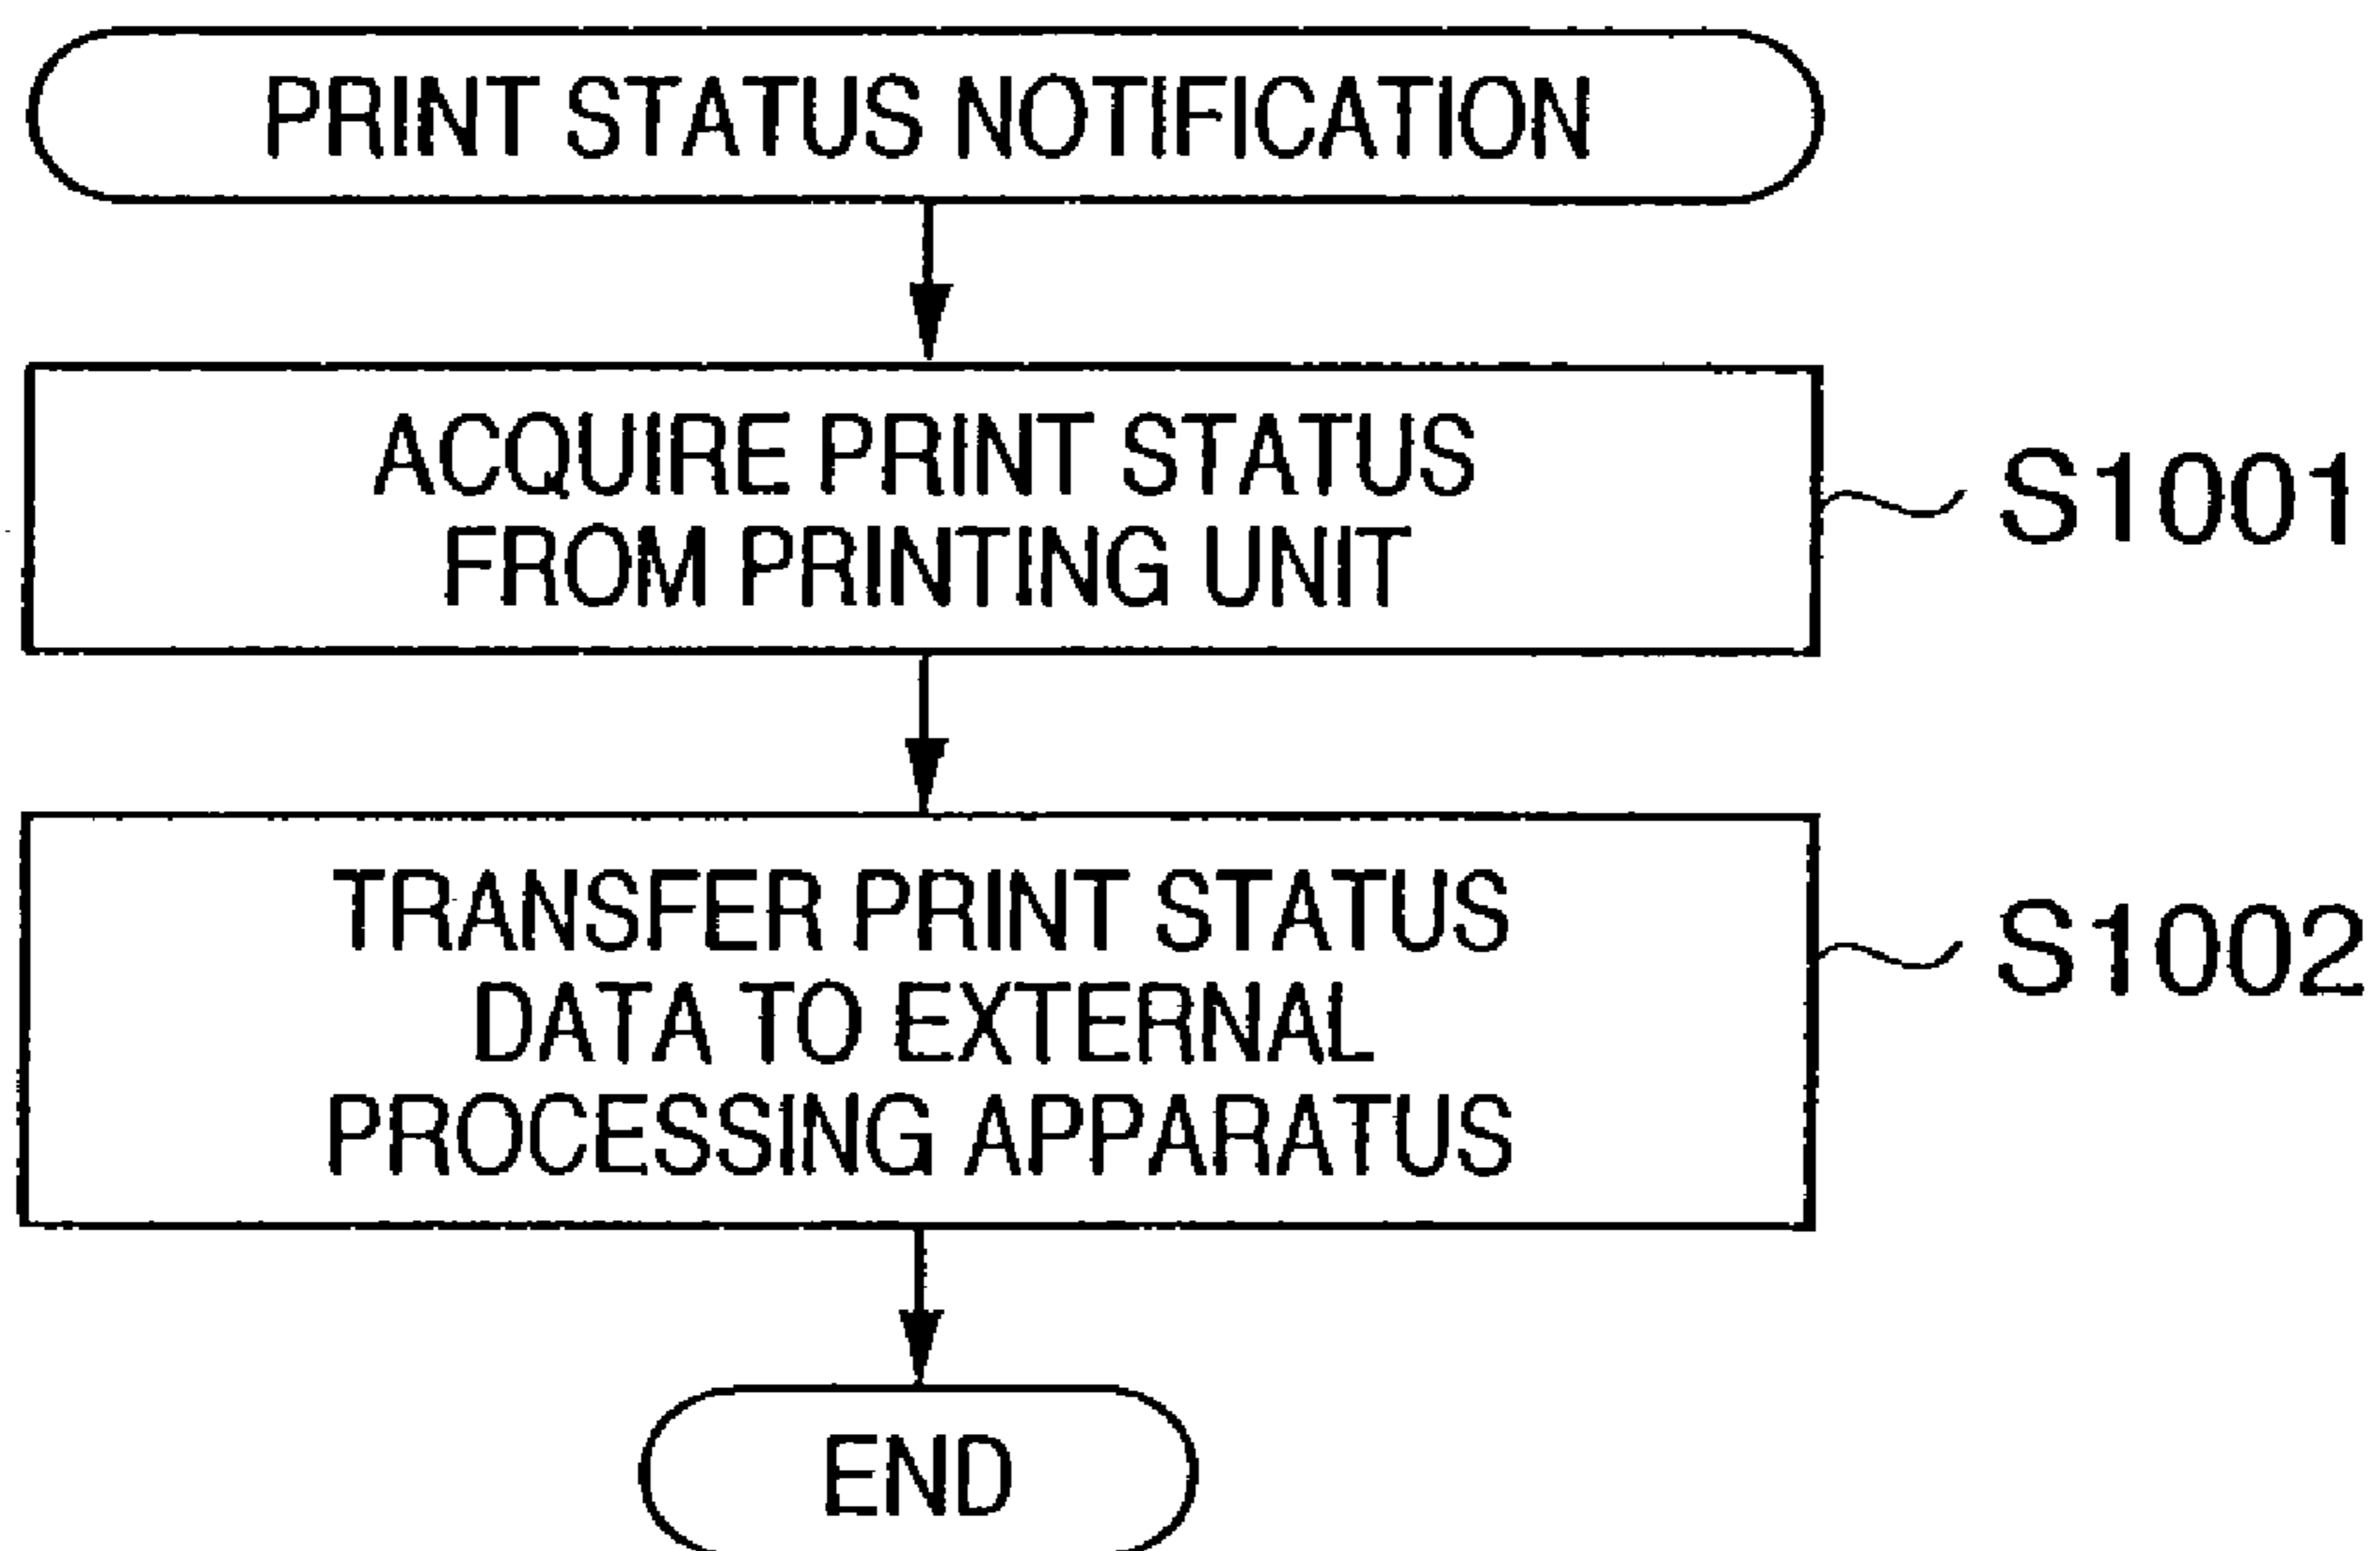 PRINT STATUS NOTIFICATION
ACQUIRE PRINT STATUS
FROM PRINTING UNIT
S1001
TRANSFER PRINT STATUS
DATA TO EXTERNAL
PROCESSING APPARATUS
S1002
END